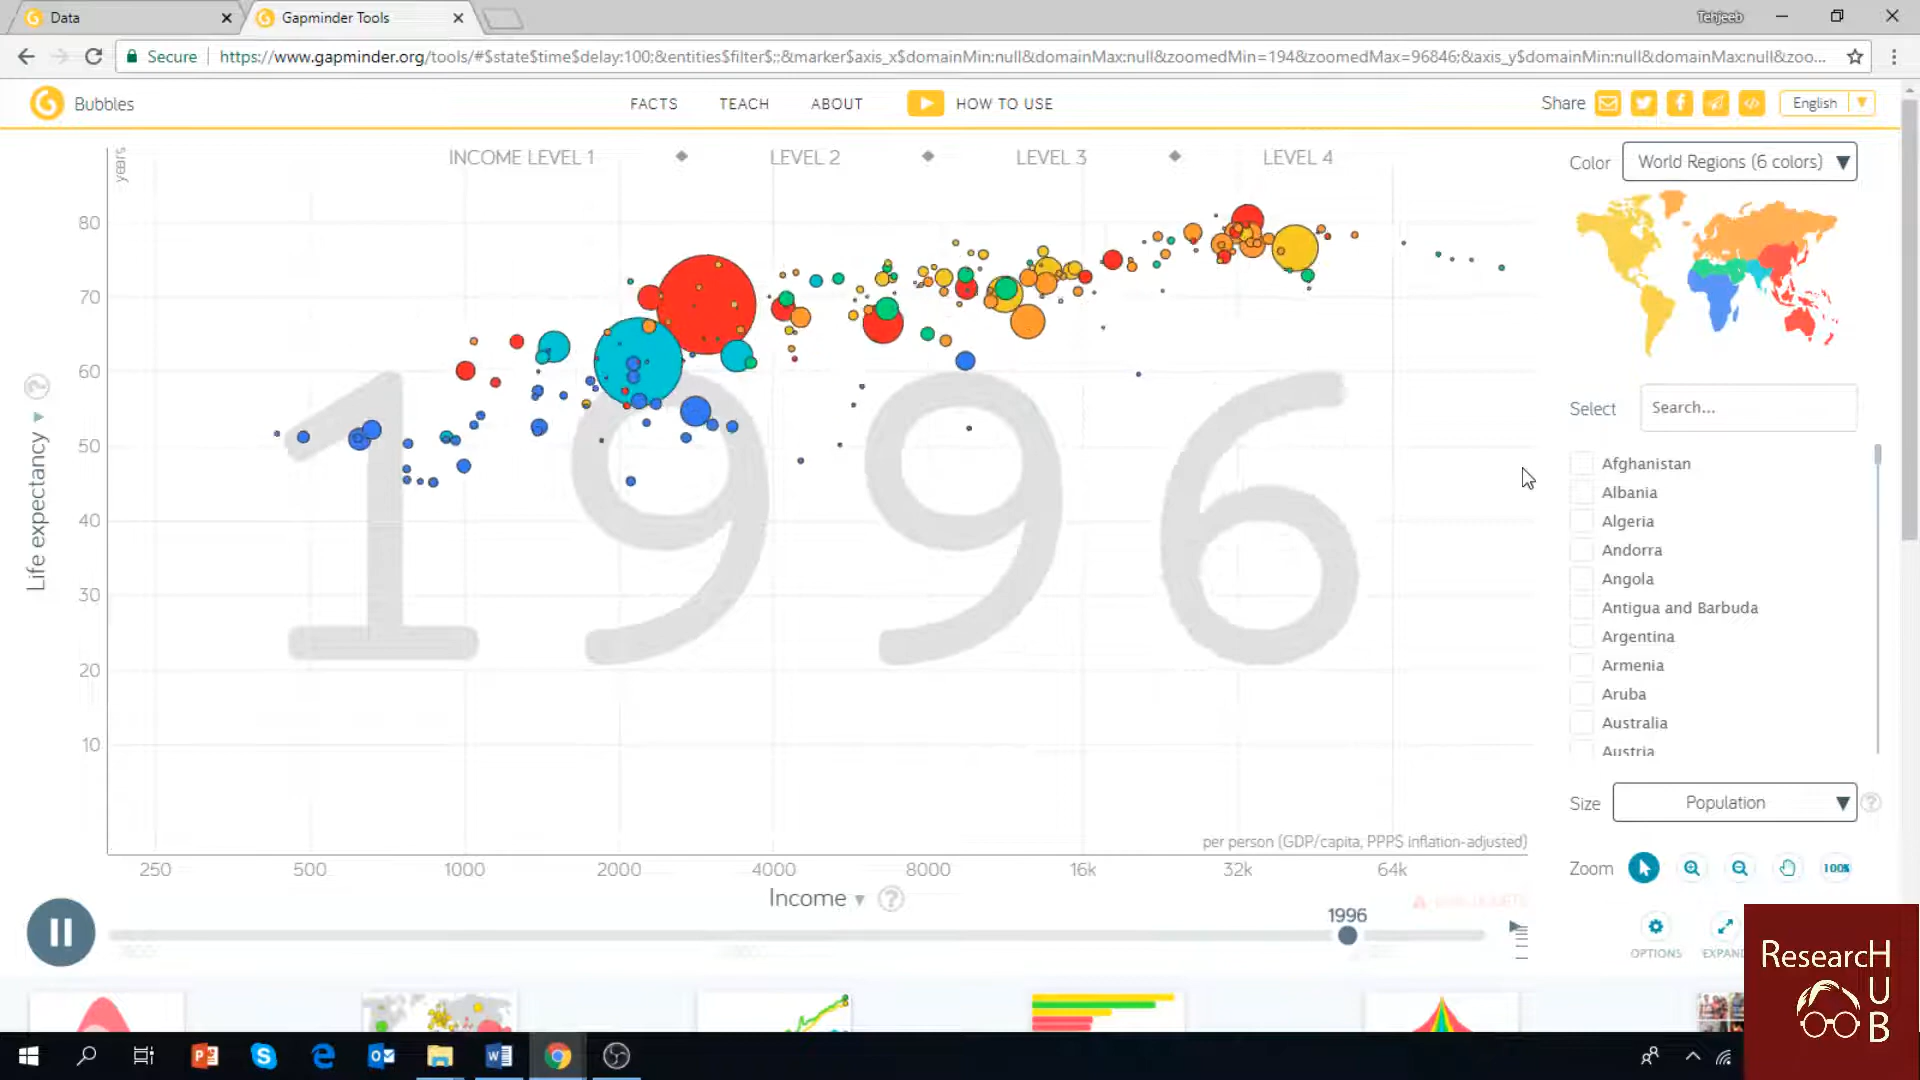 Data
Gapminder Tools
Tehjeeb
Secure
https://www.gapminder.org/tools/#$state$time$delay:100;&entities$filter$;;&marker$axis_x$domainMin:null&domainMax:null&zoomedMin=194&zoomedMax=96846;&axis_y$domainMin:null&domainMax:null&zoo...
Bubbles
FACTS
TEACH
ABOUT
HOW TO USE
Share
English
years
INCOME LEVEL 1
LEVEL 2
LEVEL 3
LEVEL 4
Color
World Regions (6 colors)
80
70
60
50
40
30
20
10
Life expectancy
1996
Select
Search...
Afghanistan
Albania
Algeria
Andorra
Angola
Antigua and Barbuda
Argentina
Armenia
Aruba
Australia
Austria
Size
Population
?
per person (GDP/capita, PPP$ inflation-adjusted)
250
500
1000
2000
4000
8000
16k
32k
64k
Income
?
Zoom
100%
1996
OPTIONS
EXPAND
ResearcH
U
B